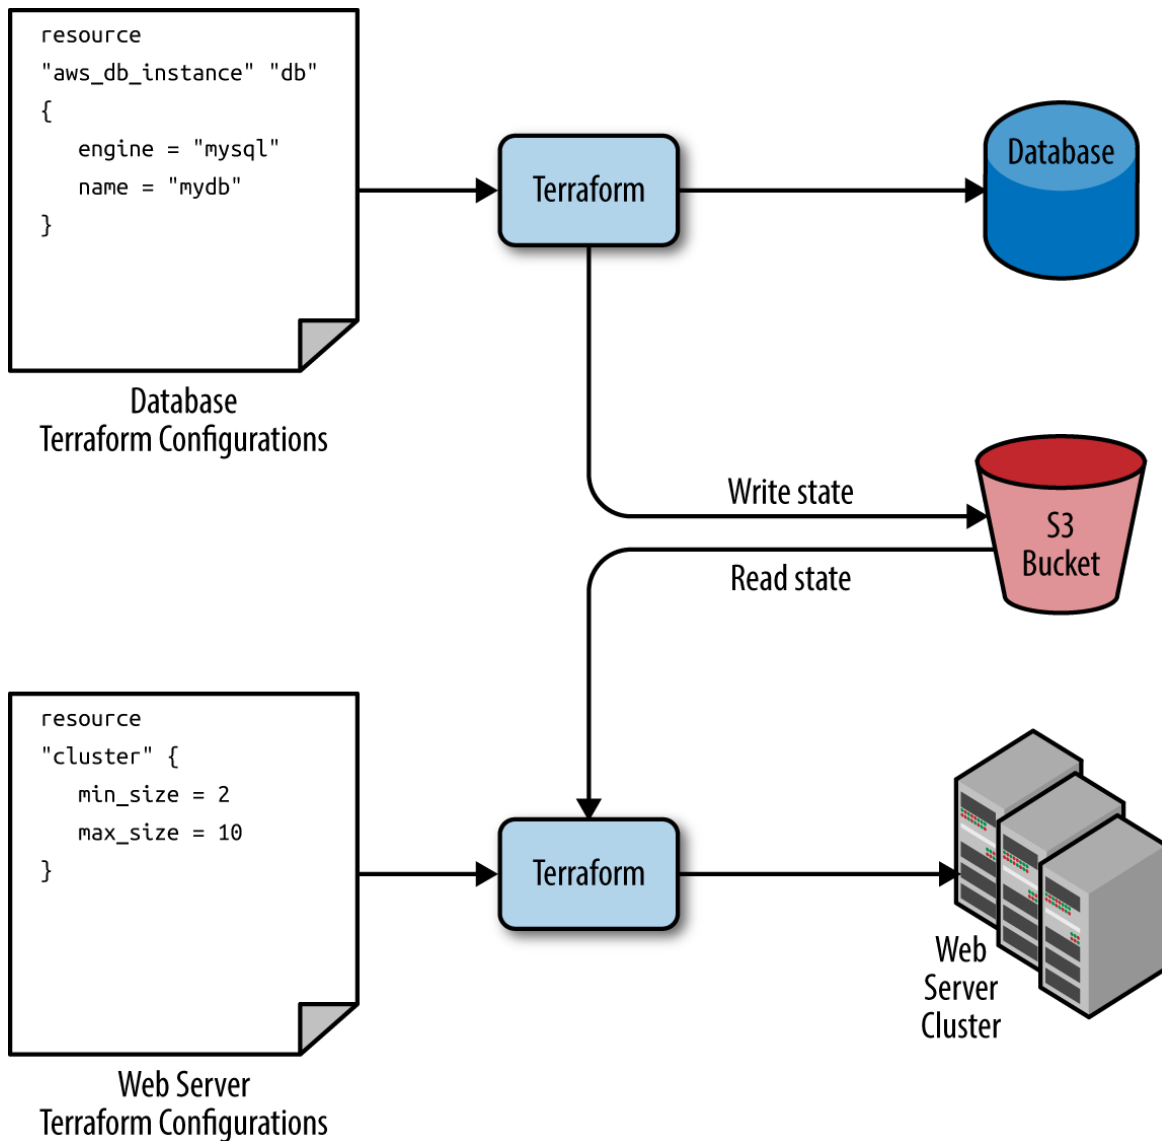 resource
"aws_db_instance" "db"
{
engine = "mysql"
name = "mydb"
}
Database
Terraform Configurations
Terraform
Database
Write state
Read state
S3
Bucket
resource
"cluster" {
min_size = 2
max_size = 10
}
Web Server
Terraform Configurations
Terraform
Web
Server
Cluster